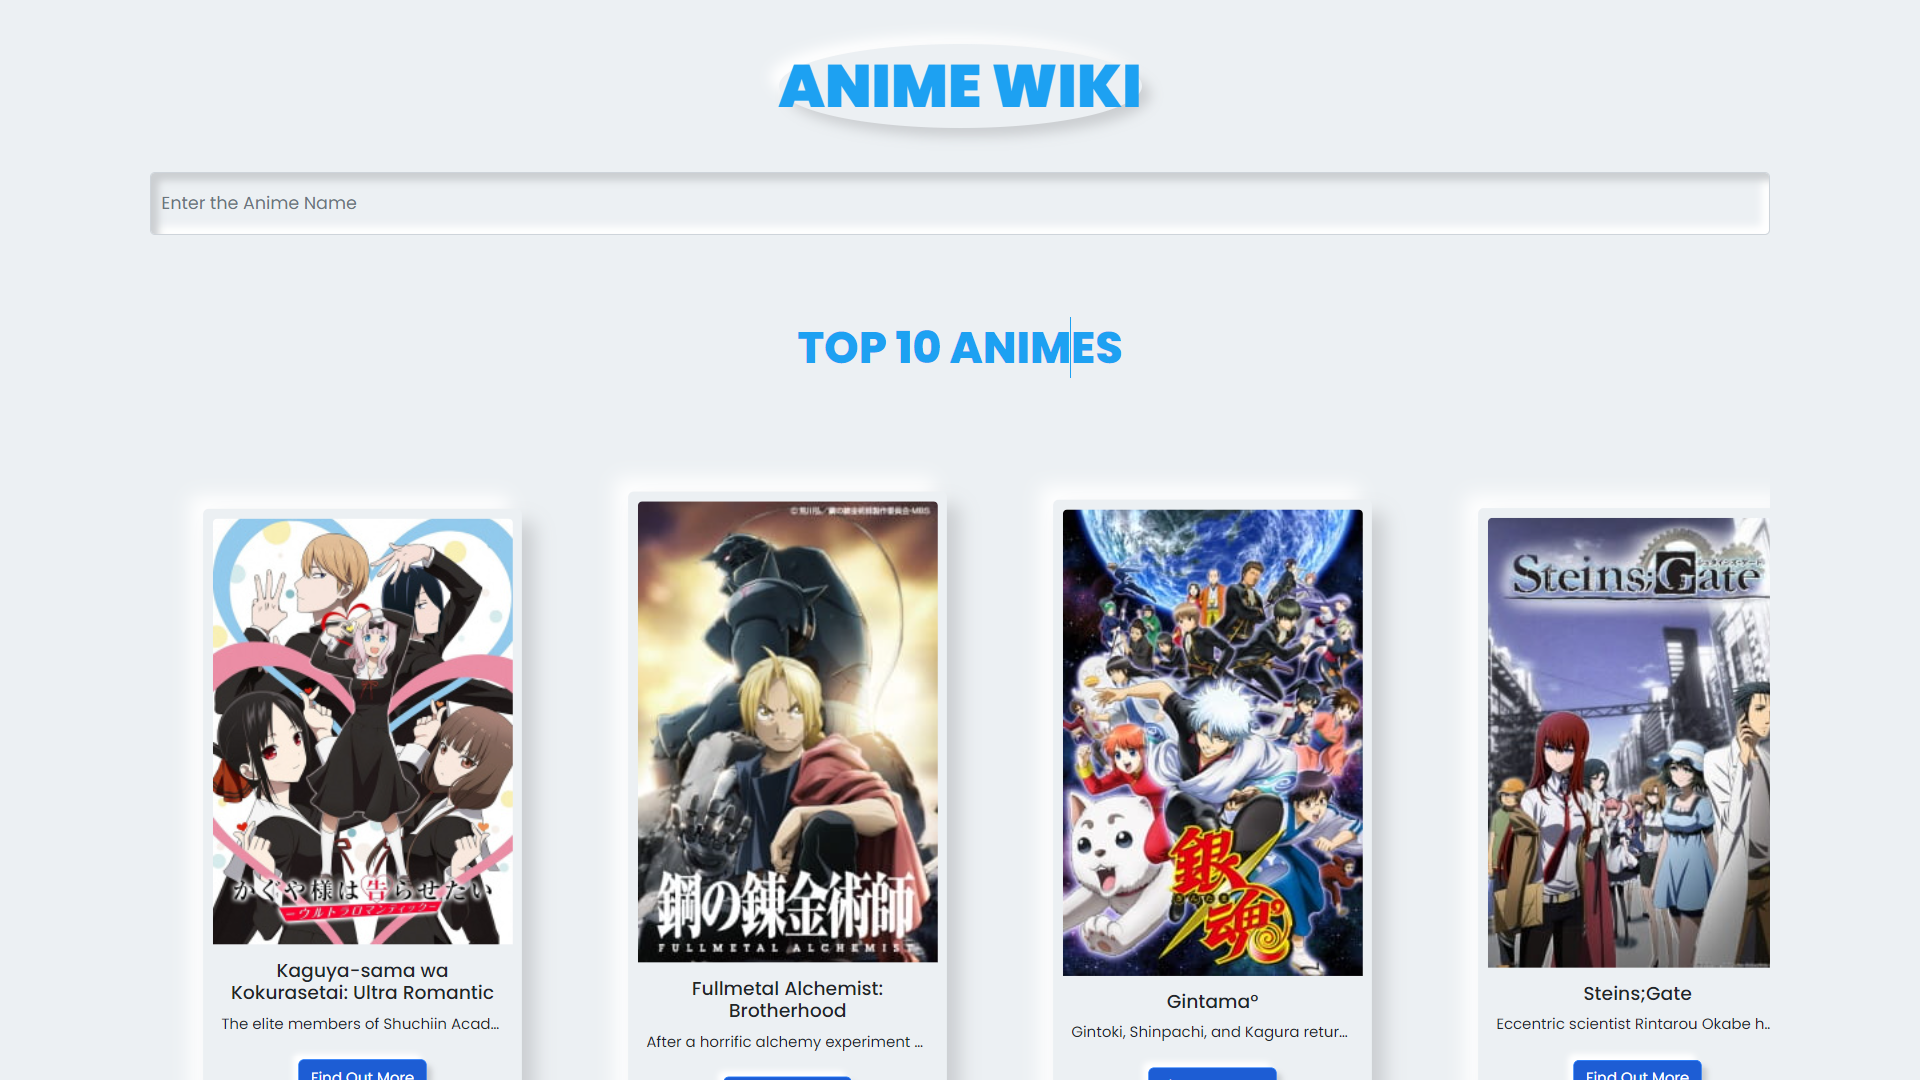 ANIME WIKI
Enter the Anime Name
TOP 10 ANIMES
かぐや様は告らせたい
ーウルトラロマンティックー
Kaguya-sama wa
Kokurasetai: Ultra Romantic
The elite members of Shuchiin Acad...
Find Out More
鋼の錬金術師
FULLMETAL ALCHEMIST
Fullmetal Alchemist:
Brotherhood
After a horrific alchemy experiment ...
銀魂°
ぎんたま
Gintama°
Gintoki, Shinpachi, and Kagura retur...
Steins;Gate
Steins;Gate
Eccentric scientist Rintarou Okabe h..
Find Out More